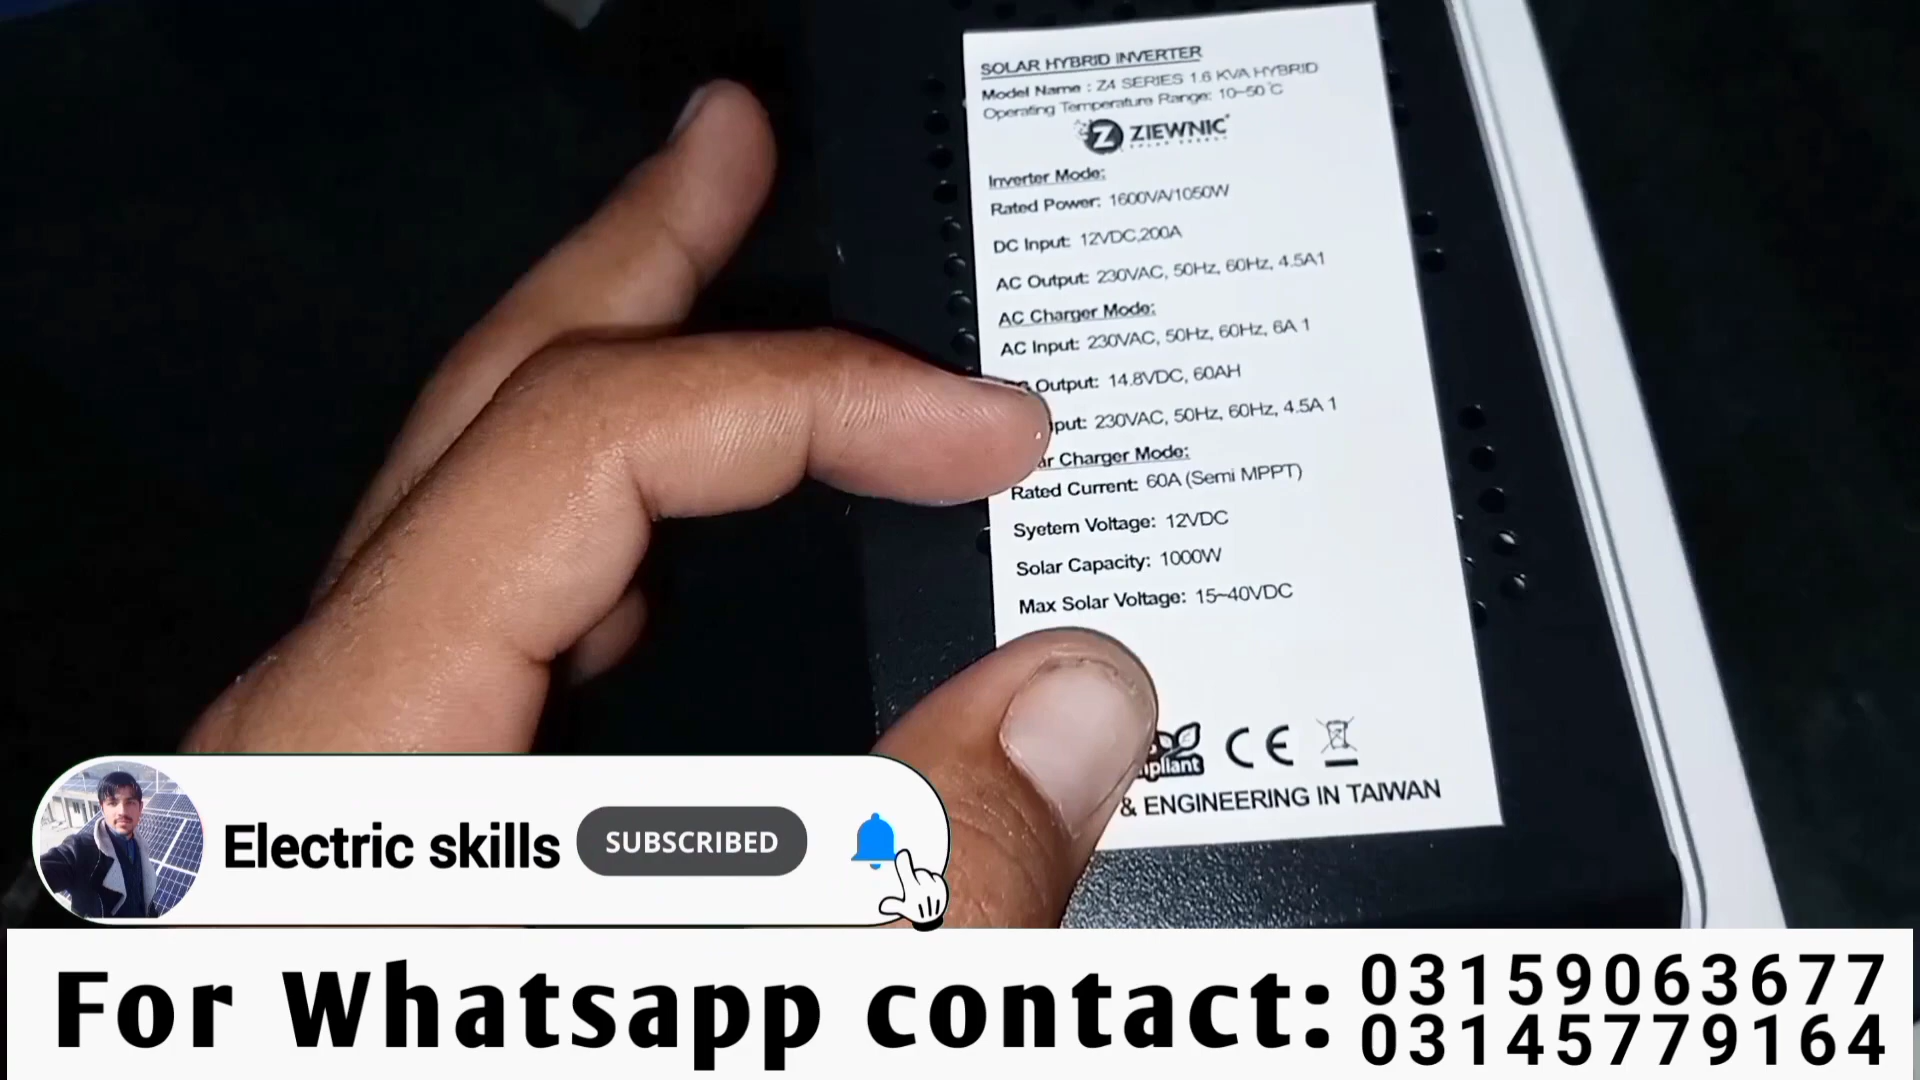 SOLAR HYBRID INVERTER
Model Name : Z4 SERIES 1.6 KVA HYBRID
Operating Temperature Range: 10~50°C
Z ZIEWNIC
Inverter Mode:
Rated Power: 1600VA/1050W
DC Input: 12VDC,200A
AC Output: 230VAC, 50Hz, 60Hz, 4.5A1
AC Charger Mode:
AC Input: 230VAC, 50Hz, 60Hz, 6A 1
Output: 14.8VDC, 60AH
put: 230VAC, 50Hz, 60Hz, 4.5A 1
ar Charger Mode:
Rated Current: 60A (Semi MPPT)
Syetem Voltage: 12VDC
Solar Capacity: 1000W
Max Solar Voltage: 15~40VDC
mpliant CE
& ENGINEERING IN TAIWAN
Electric skills SUBSCRIBED
For Whatsapp contact: 03159063677
03145779164